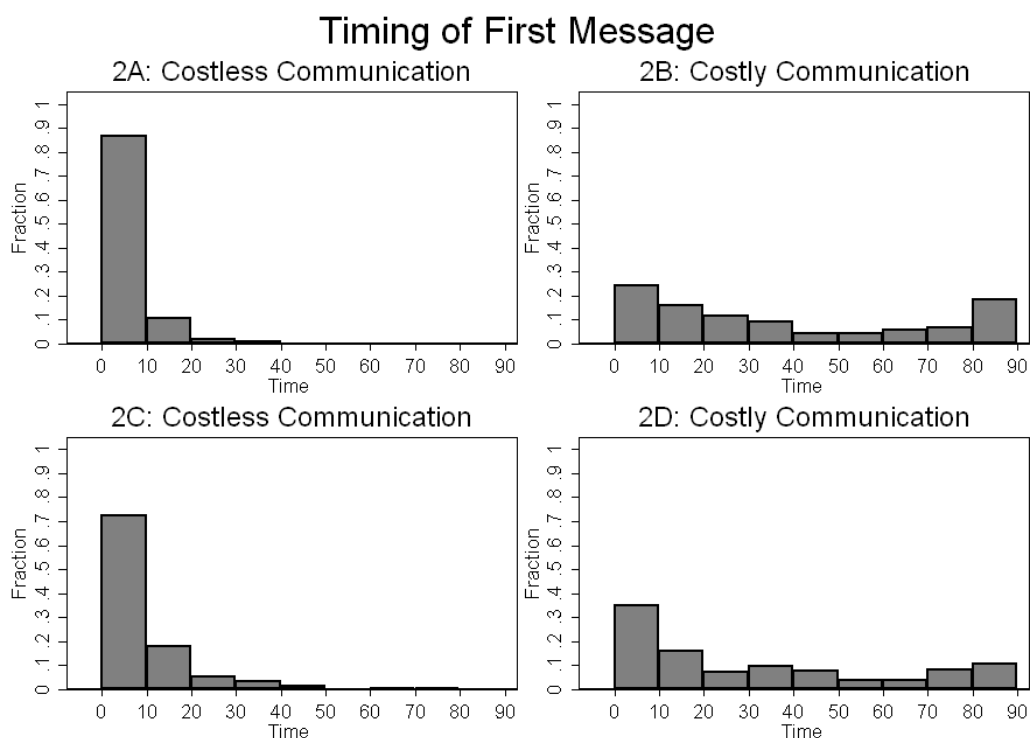 Timing of First Message
2A: Costless Communication
Fraction
1
.9
.8
.7
.6
.5
.4
.3
.2
.1
0
0 10 20 30 40 50 60 70 80 90
Time
2B: Costly Communication
Fraction
1
.9
.8
.7
.6
.5
.4
.3
.2
.1
0
0 10 20 30 40 50 60 70 80 90
Time
2C: Costless Communication
Fraction
1
.9
.8
.7
.6
.5
.4
.3
.2
.1
0
0 10 20 30 40 50 60 70 80 90
Time
2D: Costly Communication
Fraction
1
.9
.8
.7
.6
.5
.4
.3
.2
.1
0
0 10 20 30 40 50 60 70 80 90
Time